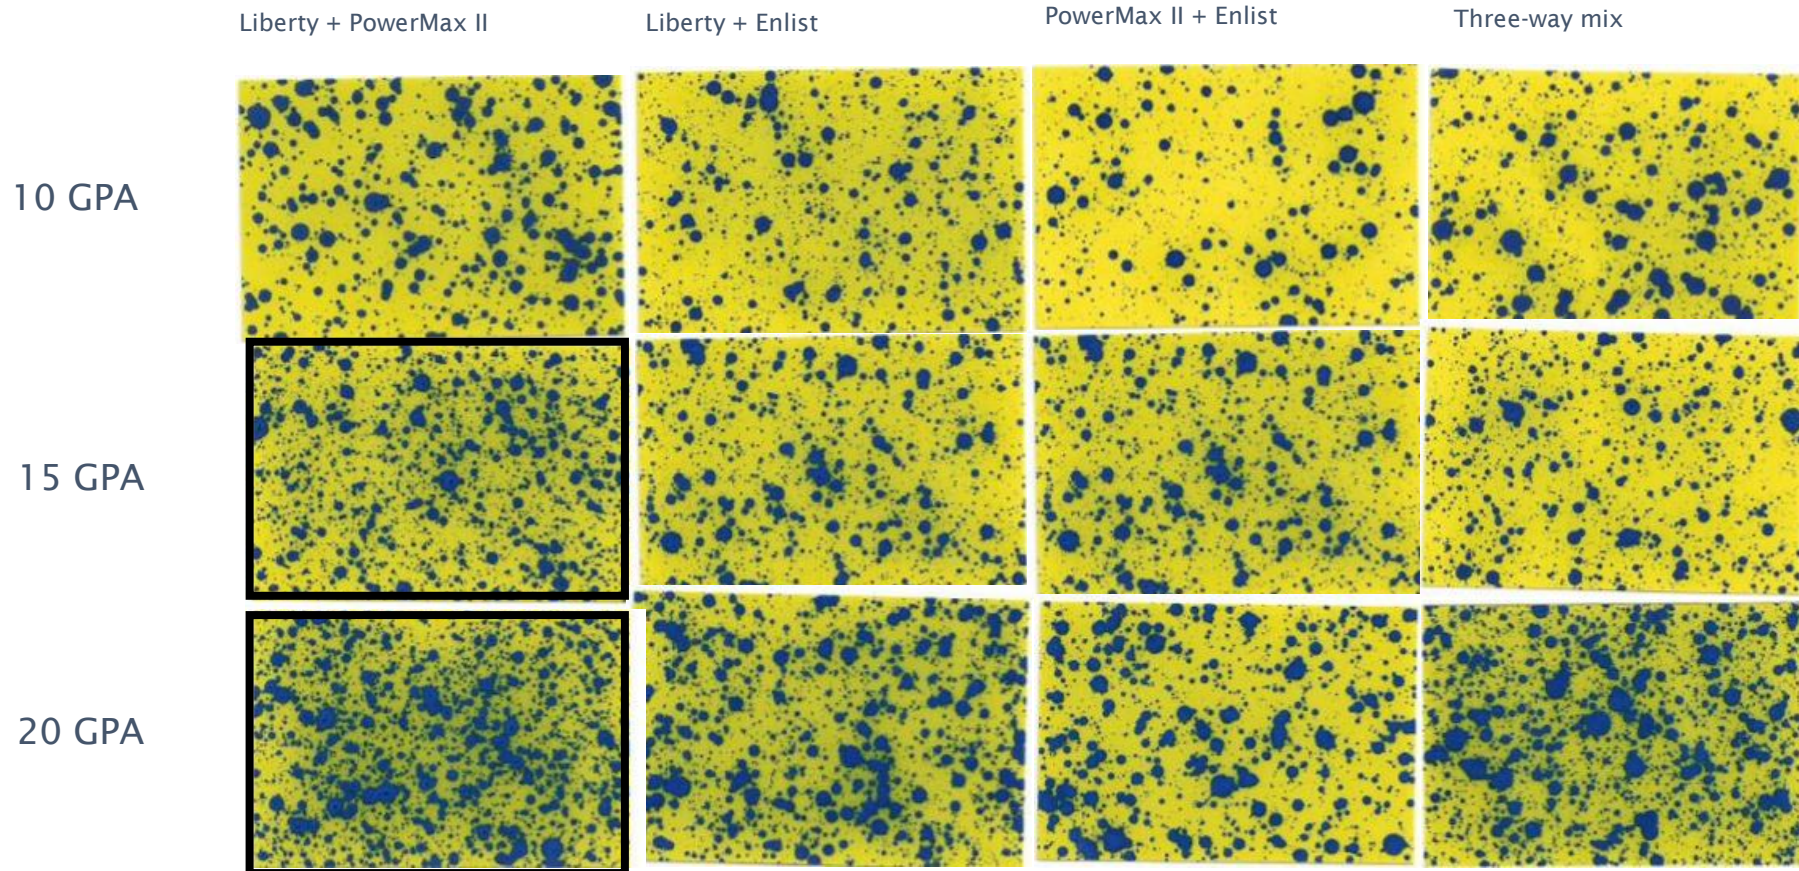 Liberty + PowerMax II
Liberty + Enlist
PowerMax II + Enlist
Three-way mix
10 GPA
15 GPA
20 GPA